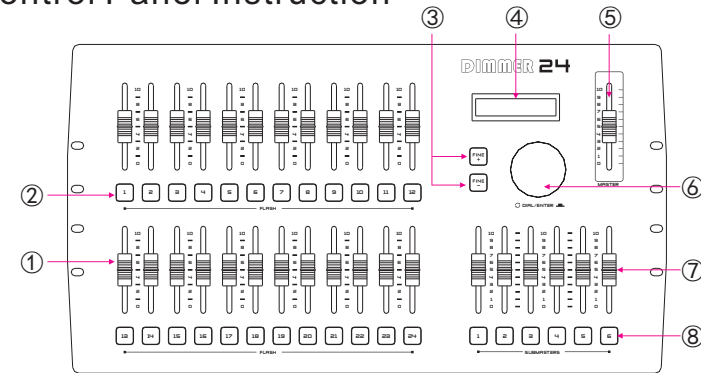 ontrol Panel Instruction
③ ④ ⑤
DIMMER 24
FINE +
② 1 2 3 4 5 6 7 8 9 10 11 12
FINE −
MASTER
③ ⑥
DIAL/ENTER
FLASH
① ⑦
13 14 15 16 17 18 19 20 21 22 23 24
1 2 3 4 5 6 ⑧
FLASH
SUBMASTERS